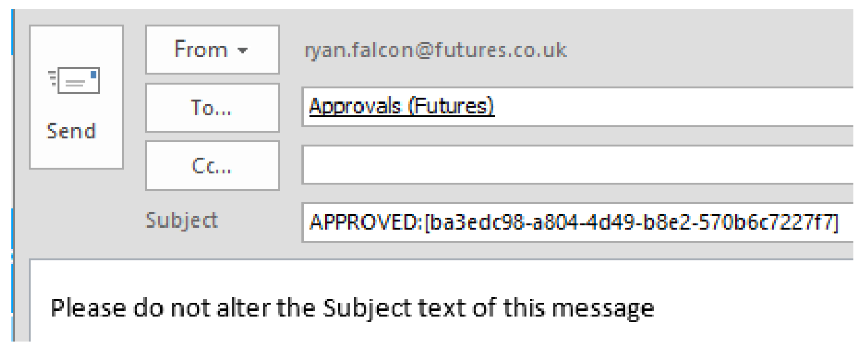 From
ryan.falcon@futures.co.uk
Send
To...
Approvals (Futures)
Cc...
Subject
APPROVED:[ba3edc98-a804-4d49-b8e2-570b6c7227f7]
Please do not alter the Subject text of this message